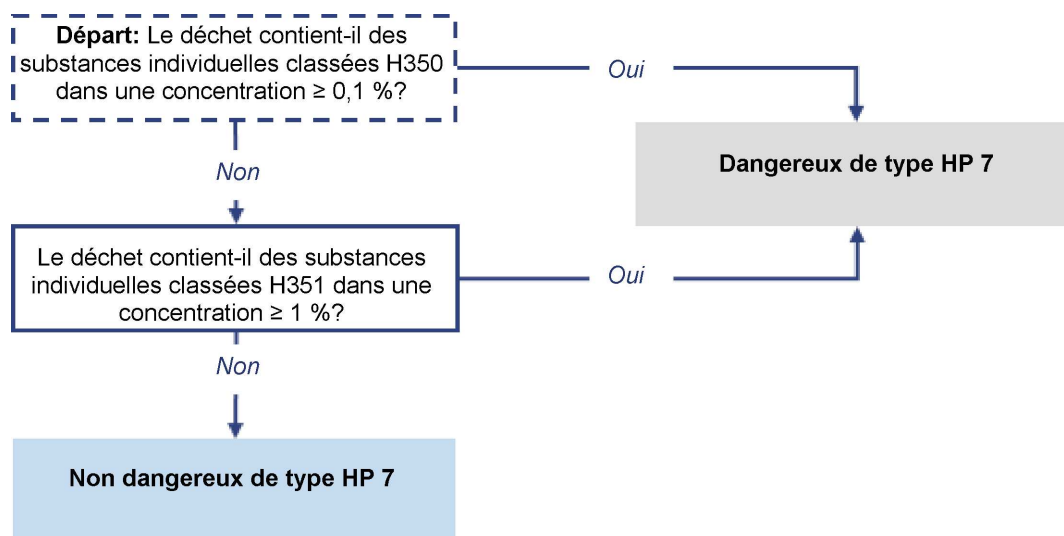 Départ: Le déchet contient-il des
substances individuelles classées H350
dans une concentration ≥ 0,1 %?
Oui
Dangereux de type HP 7
Non
Le déchet contient-il des substances
individuelles classées H351 dans une
concentration ≥ 1 %?
Oui
Non
Non dangereux de type HP 7